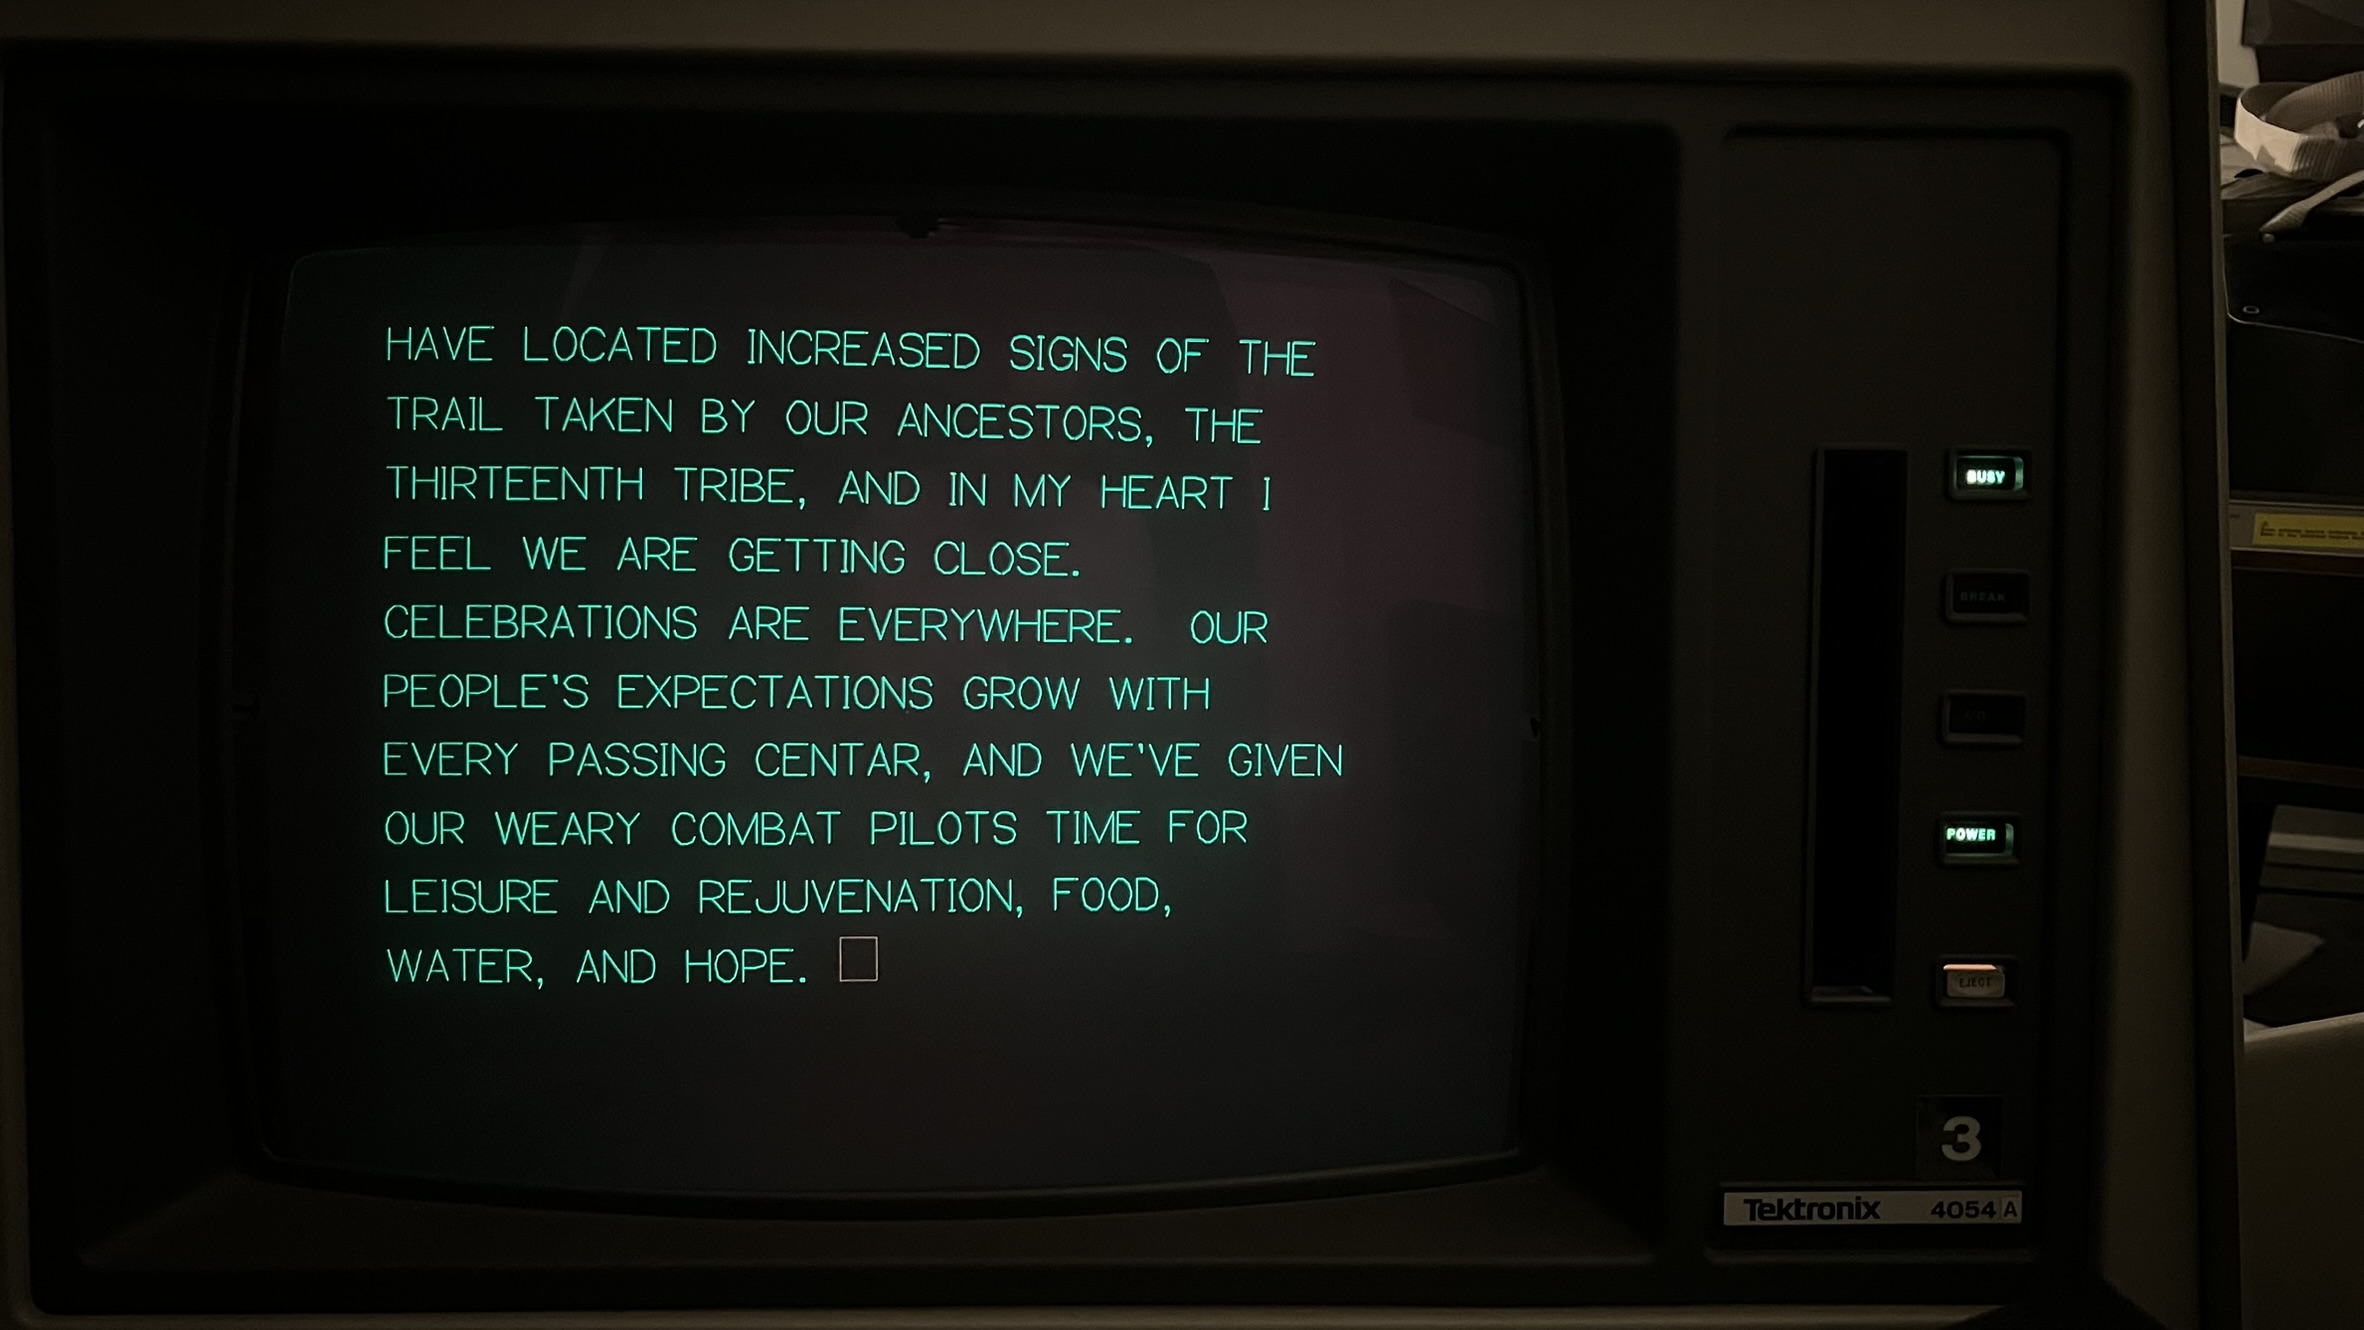 HAVE LOCATED INCREASED SIGNS OF THE
TRAIL TAKEN BY OUR ANCESTORS, THE
THIRTEENTH TRIBE, AND IN MY HEART I
FEEL WE ARE GETTING CLOSE.
CELEBRATIONS ARE EVERYWHERE.  OUR
PEOPLE'S EXPECTATIONS GROW WITH
EVERY PASSING CENTAR, AND WE'VE GIVEN
OUR WEARY COMBAT PILOTS TIME FOR
LEISURE AND REJUVENATION, FOOD,
WATER, AND HOPE.
BUSY
BREAK
I/O
POWER
EJECT
3
Tektronix 4054 A